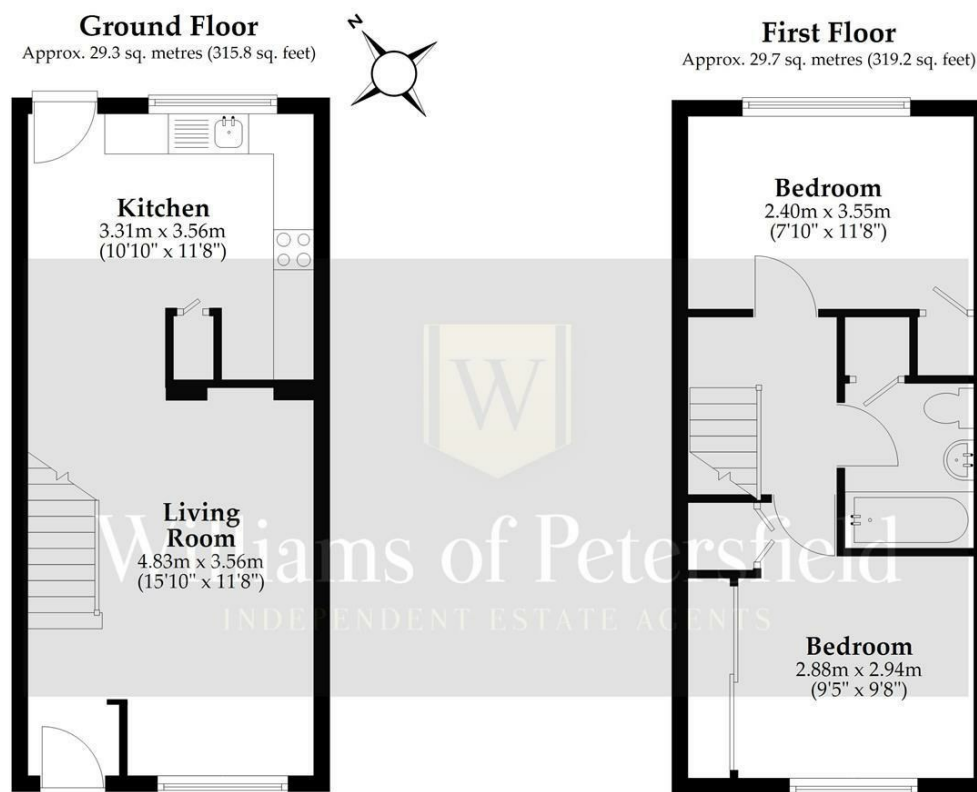 Ground Floor
Approx. 29.3 sq. metres (315.8 sq. feet)
N
First Floor
Approx. 29.7 sq. metres (319.2 sq. feet)
Kitchen
3.31m x 3.56m
(10'10" x 11'8")
Bedroom
2.40m x 3.55m
(7'10" x 11'8")
W
Living
Room
4.83m x 3.56m
(15'10" x 11'8")
Williams of Petersfield
INDEPENDENT ESTATE AGENTS
Bedroom
2.88m x 2.94m
(9'5" x 9'8")